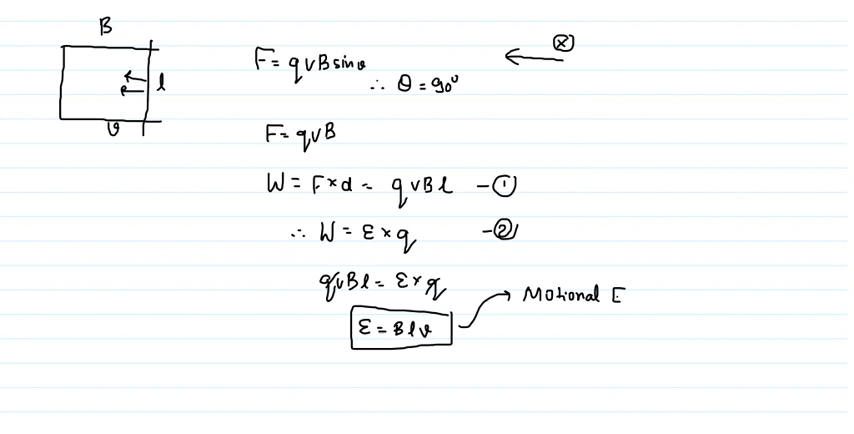 B
F = qvB sinθ
∴ θ = 90°
l
v
F = qvB
W = F × d = qvBl - ①
∴ W = ε × q - ②
qvBl = ε × q
ε = Blv
Motional E